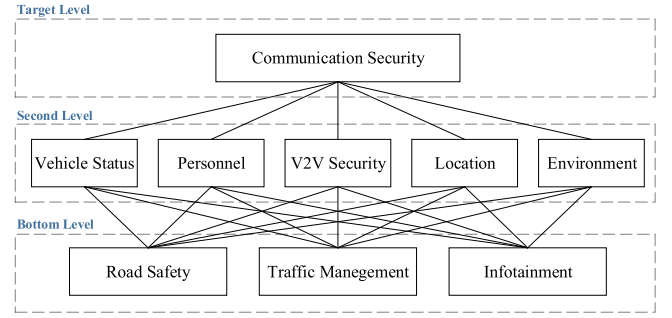 Target Level
Communication Security
Second Level
Vehicle Status
Personnel
V2V Security
Location
Environment
Bottom Level
Road Safety
Traffic Manegement
Infotainment